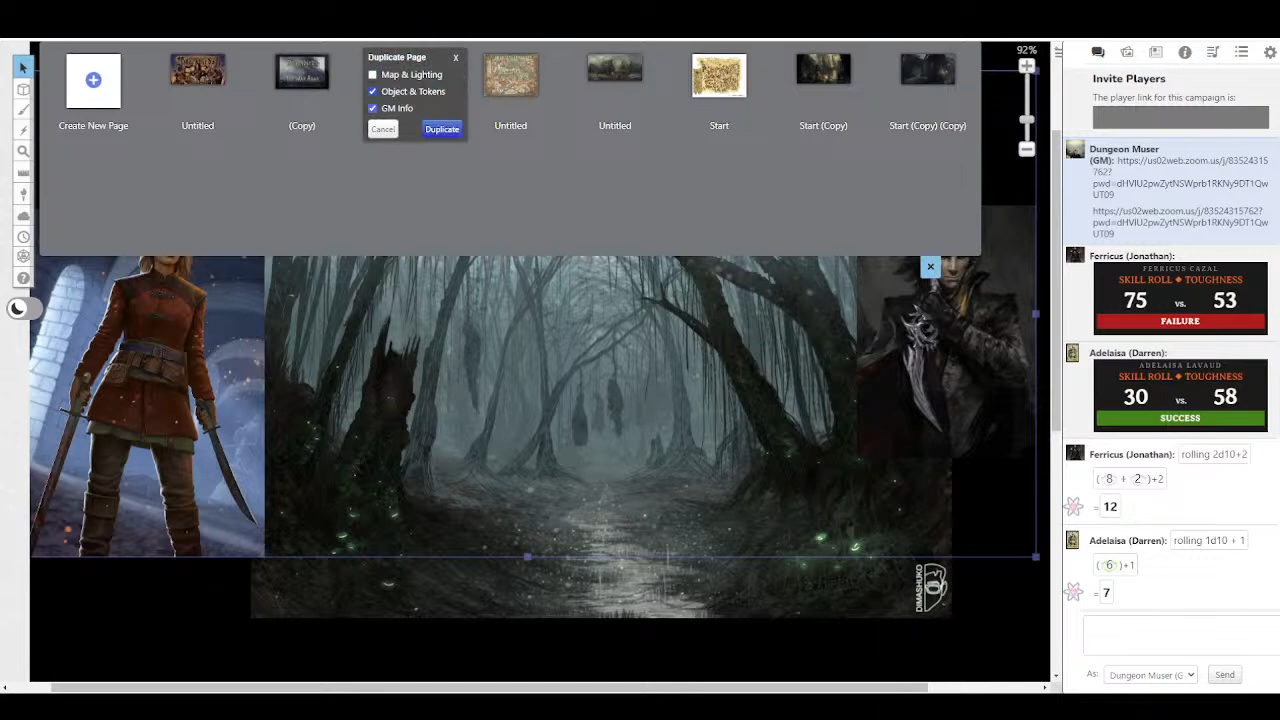 Duplicate Page
X
Map & Lighting
Object & Tokens
GM Info
Cancel
Duplicate
Create New Page
Untitled
(Copy)
Untitled
Untitled
Start
Start (Copy)
Start (Copy) (Copy)
92%
DIMASHUKO
Invite Players
The player link for this campaign is:
Dungeon Muser
(GM): https://us02web.zoom.us/j/83524315
762?
pwd=dHVIU2pwZytNSWprb1RKNy9DT1Qw
UT09
https://us02web.zoom.us/j/83524315762?
pwd=dHVIU2pwZytNSWprb1RKNy9DT1Qw
UT09
Ferricus (Jonathan):
FERRICUS CAZAL
SKILL ROLL ◆ TOUGHNESS
75 vs. 53
FAILURE
Adelaisa (Darren):
ADELAISA LAVAUD
SKILL ROLL ◆ TOUGHNESS
30 vs. 58
SUCCESS
Ferricus (Jonathan): rolling 2d10+2
(8 + 2)+2
= 12
Adelaisa (Darren): rolling 1d10 + 1
(6)+1
= 7
As: Dungeon Muser (G
Send